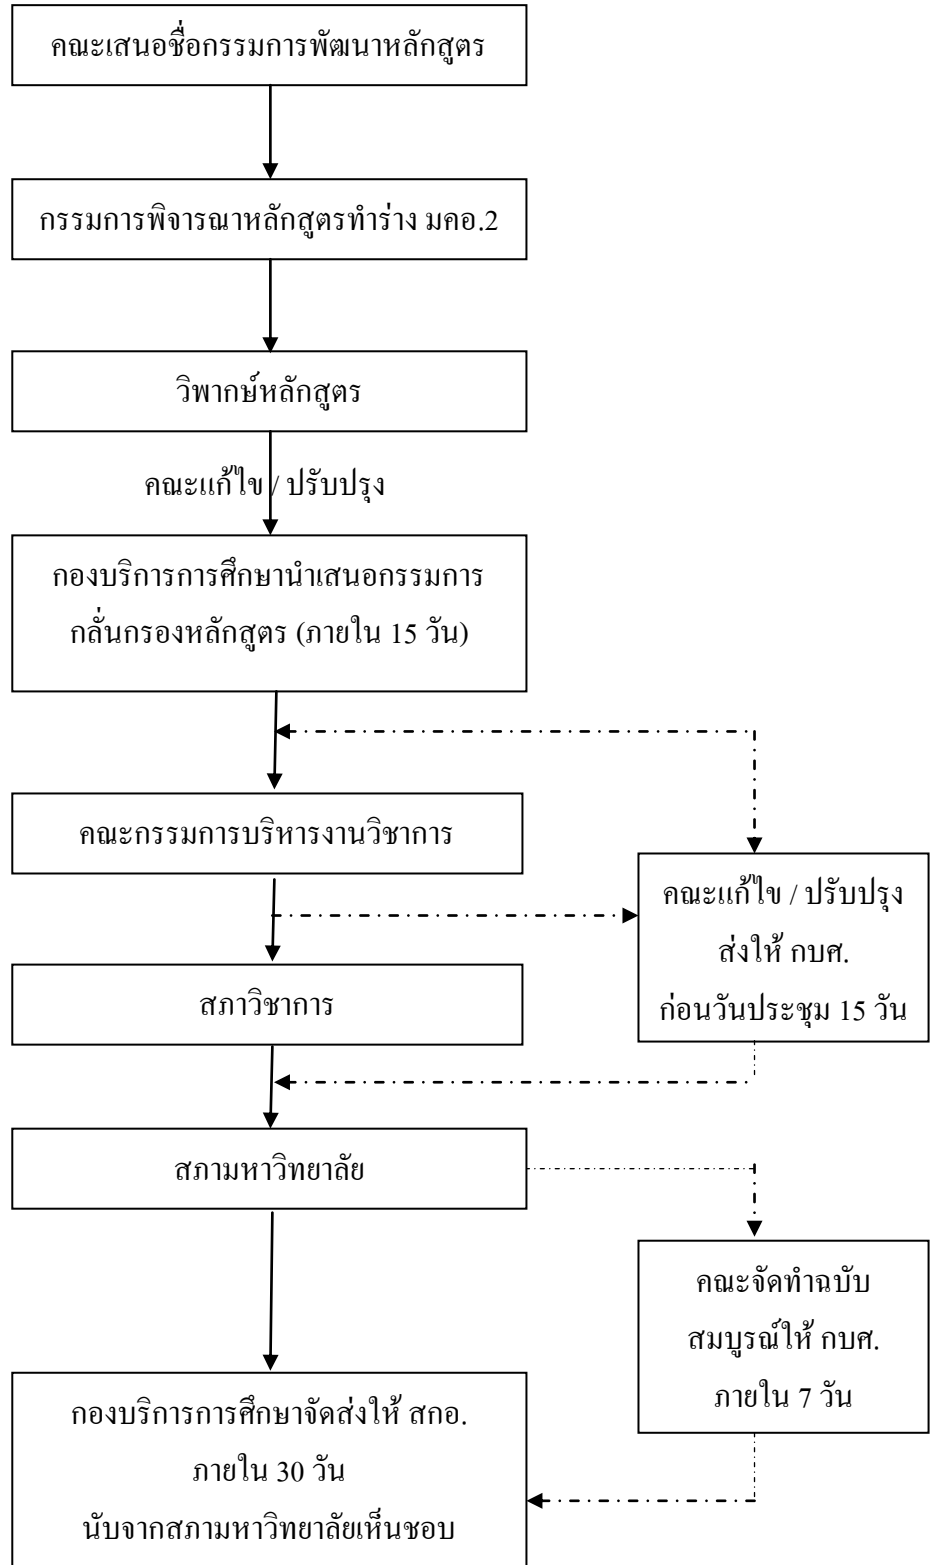 คณะเสนอชื่อกรรมการพัฒนาหลักสูตร
กรรมการพิจารณาหลักสูตรทำร่าง มคอ.2
วิพากษ์หลักสูตร
คณะแก้ไข / ปรับปรุง
กองบริการการศึกษานำเสนอกรรมการ
กลั่นกรองหลักสูตร (ภายใน 15 วัน)
คณะกรรมการบริหารงานวิชาการ
คณะแก้ไข / ปรับปรุง
ส่งให้ กบศ.
ก่อนวันประชุม 15 วัน
สภาวิชาการ
สภามหาวิทยาลัย
คณะจัดทำฉบับ
สมบูรณ์ให้ กบศ.
ภายใน 7 วัน
กองบริการการศึกษาจัดส่งให้ สกอ.
ภายใน 30 วัน
นับจากสภามหาวิทยาลัยเห็นชอบ